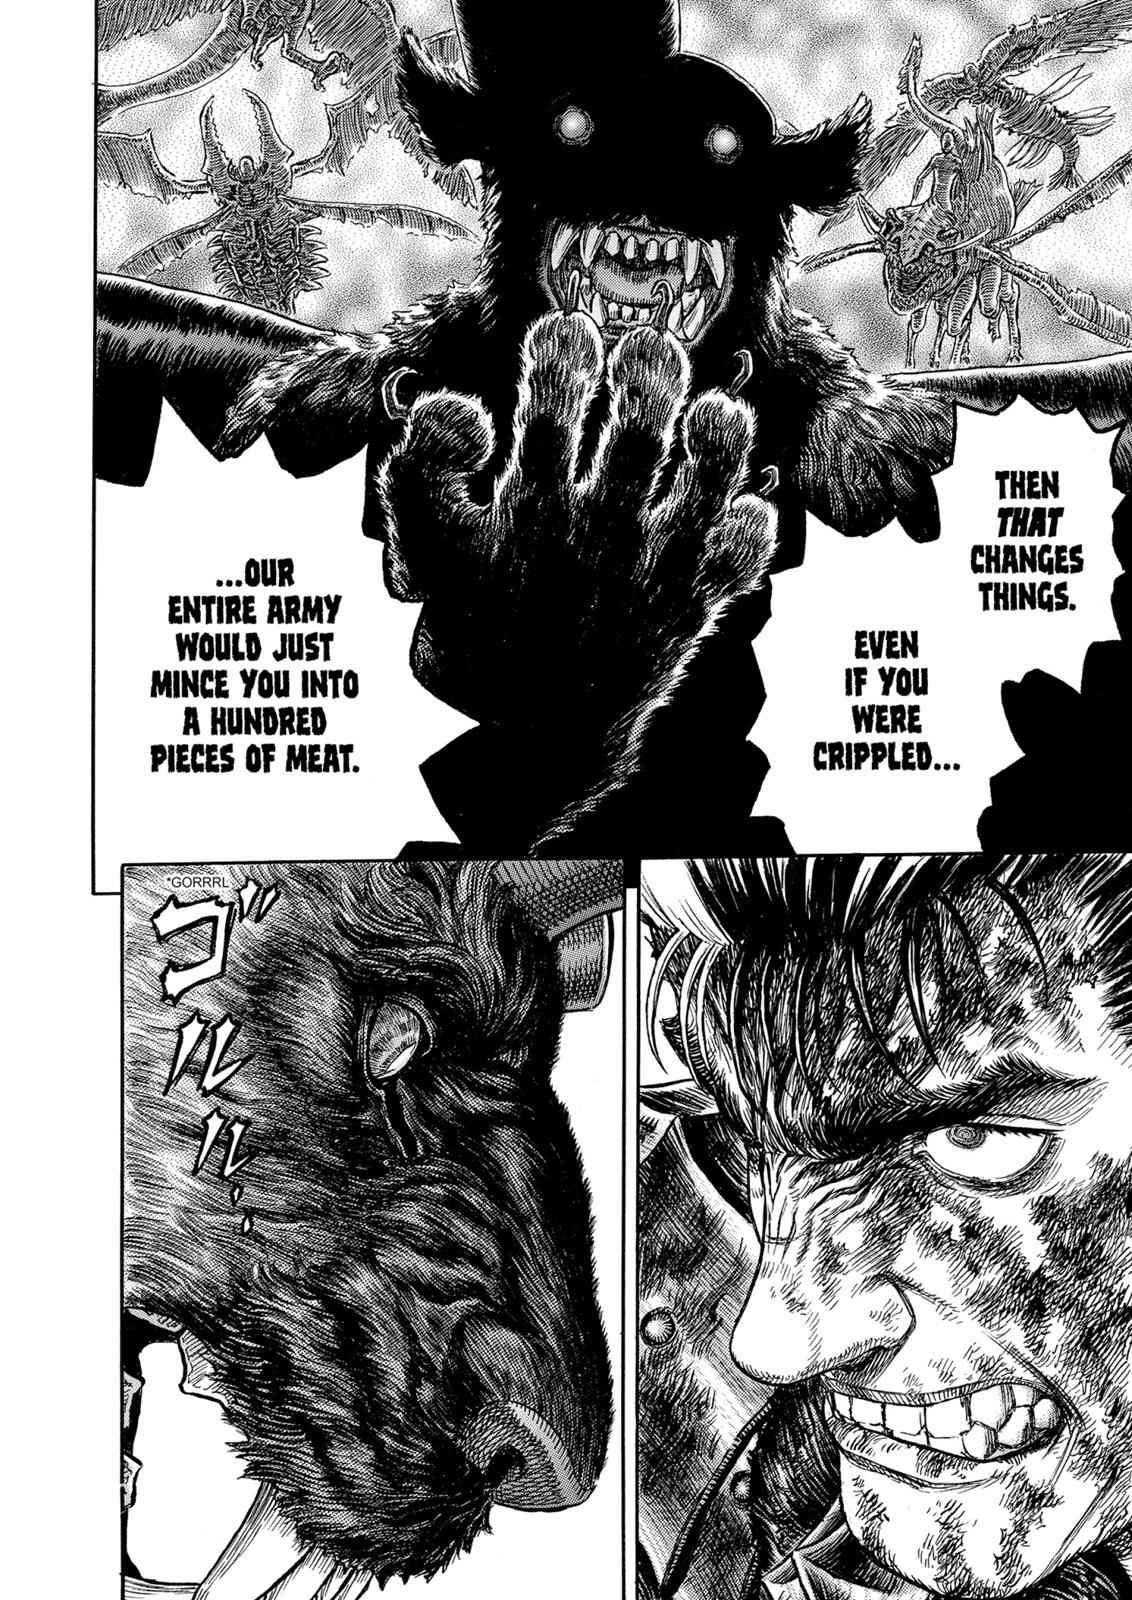 THEN
THAT
CHANGES
THINGS.
EVEN
IF YOU
WERE
CRIPPLED...
...OUR
ENTIRE ARMY
WOULD JUST
MINCE YOU INTO
A HUNDRED
PIECES OF MEAT.
*GORRRL
ゴルル…